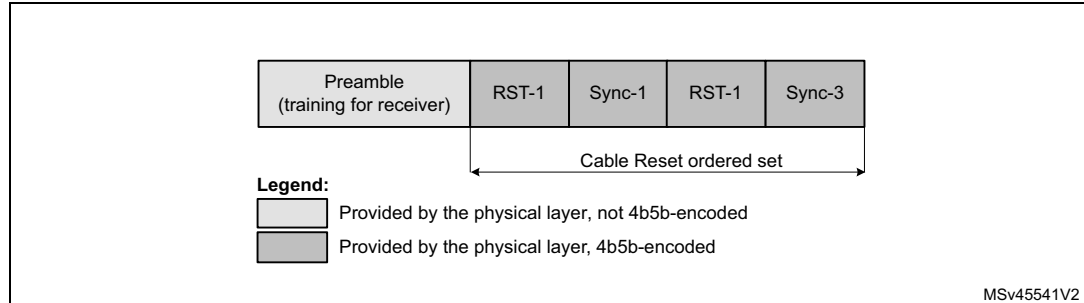 Preamble
(training for receiver)
RST-1
Sync-1
RST-1
Sync-3
Cable Reset ordered set
Legend:
Provided by the physical layer, not 4b5b-encoded
Provided by the physical layer, 4b5b-encoded
MSv45541V2